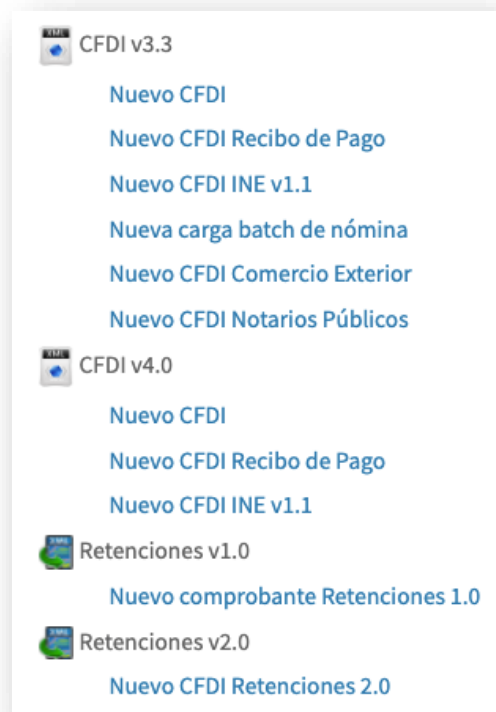 CFDI v3.3
Nuevo CFDI
Nuevo CFDI Recibo de Pago
Nuevo CFDI INE v1.1
Nueva carga batch de nómina
Nuevo CFDI Comercio Exterior
Nuevo CFDI Notarios Públicos
CFDI v4.0
Nuevo CFDI
Nuevo CFDI Recibo de Pago
Nuevo CFDI INE v1.1
Retenciones v1.0
Nuevo comprobante Retenciones 1.0
Retenciones v2.0
Nuevo CFDI Retenciones 2.0